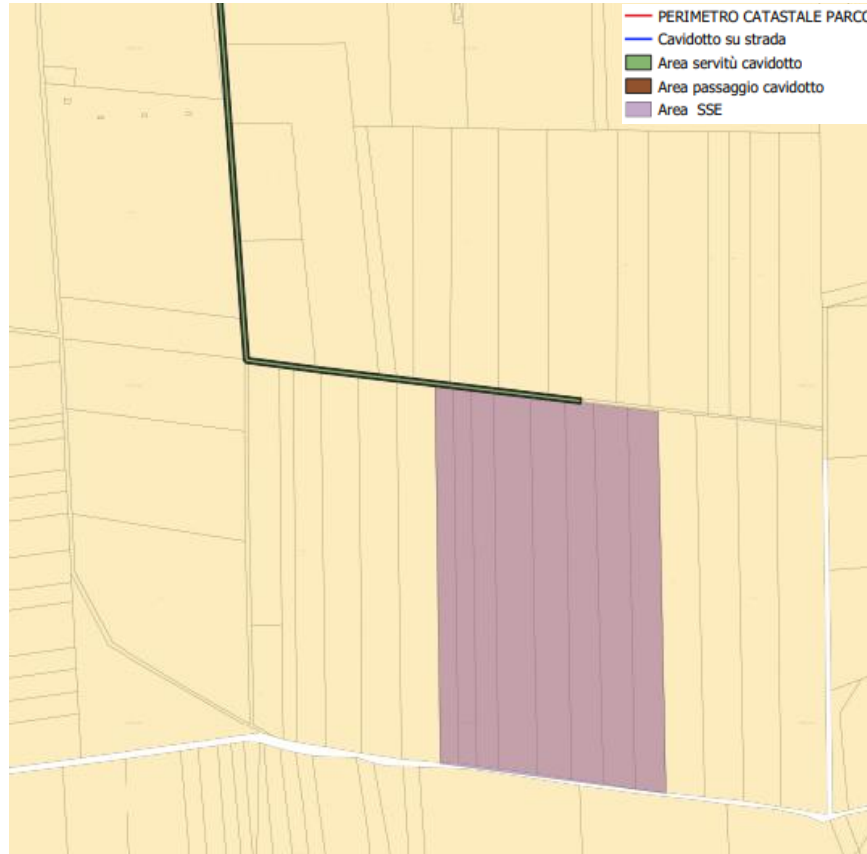 PERIMETRO CATASTALE PARCO
Cavidotto su strada
Area servitù cavidotto
Area passaggio cavidotto
Area SSE